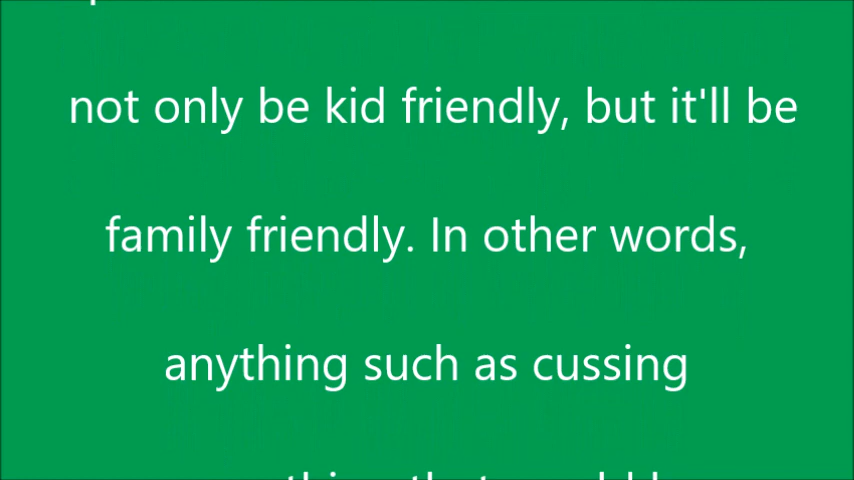 not only be kid friendly, but it'll be
family friendly. In other words,
anything such as cussing